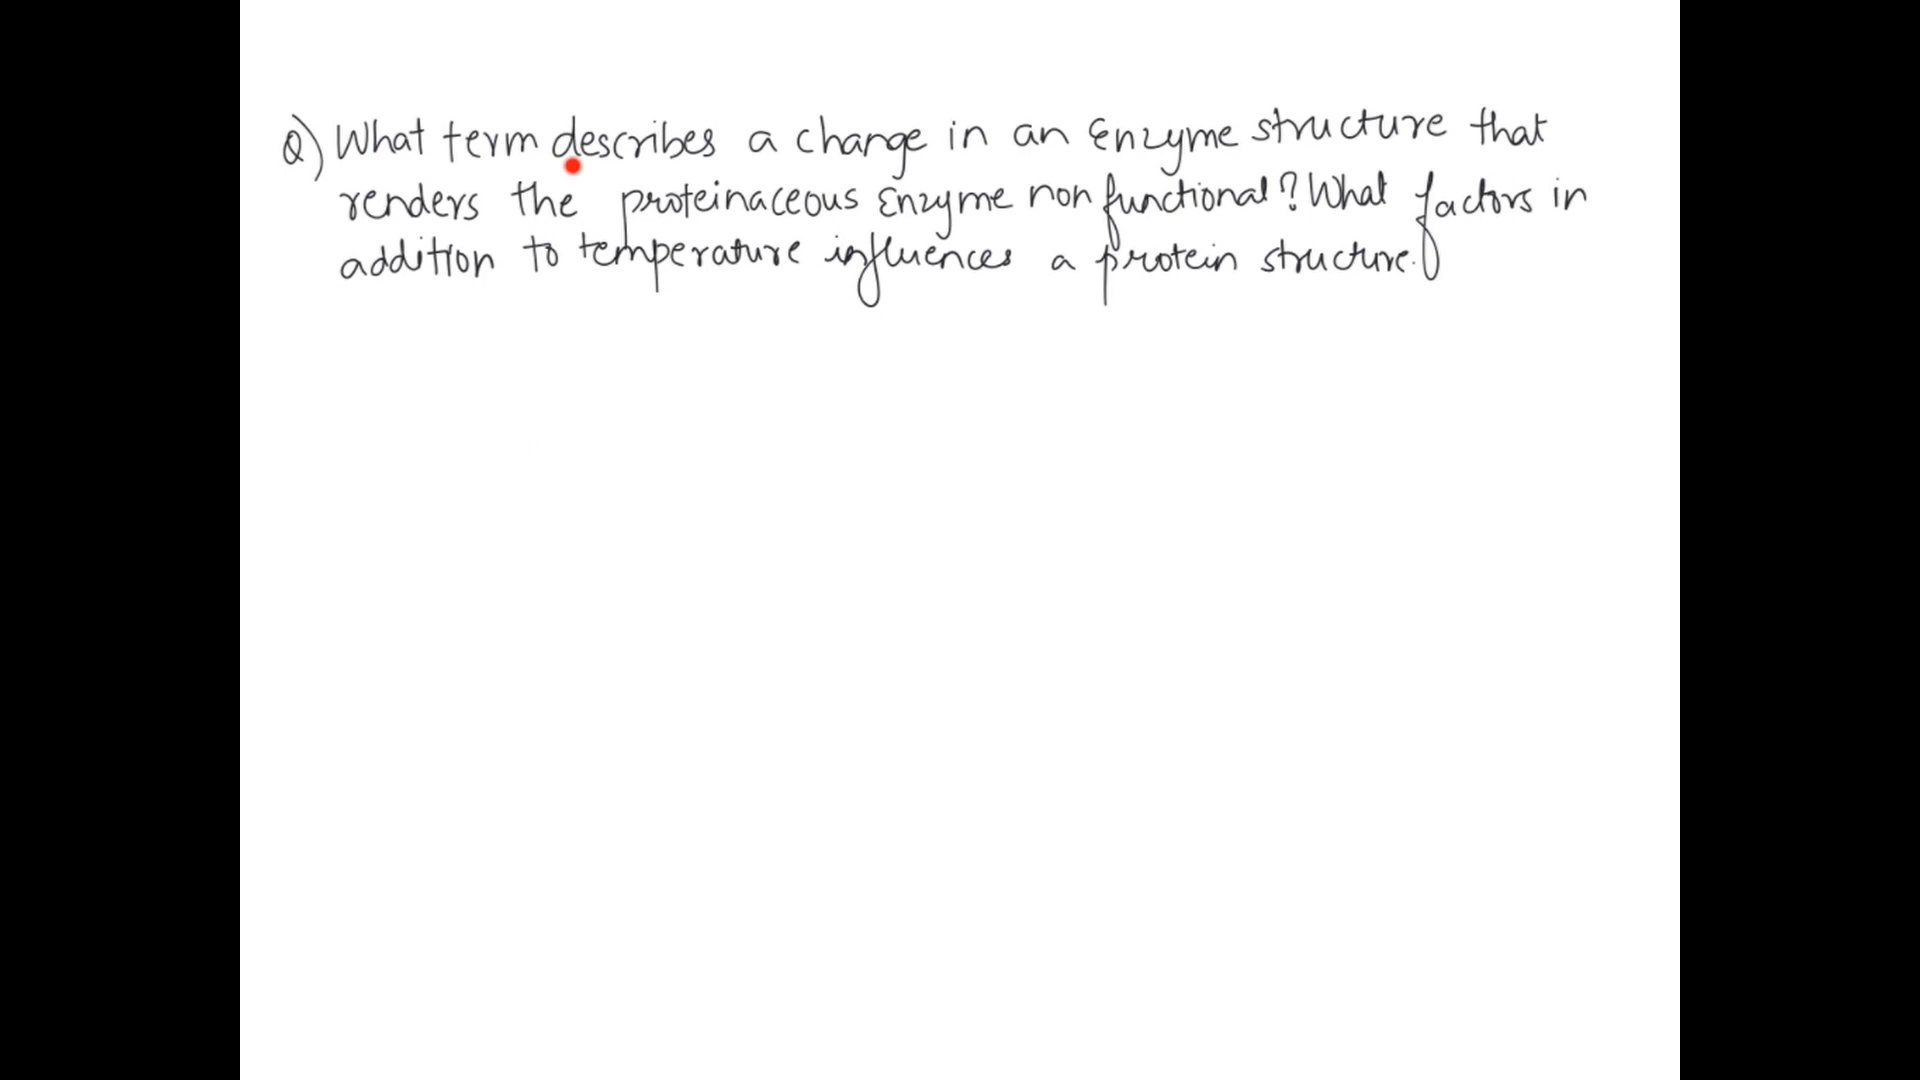 Q) What term describes a change in an Enzyme structure that
renders the proteinaceous Enzyme non functional? What factors in
addition to temperature influences a protein structure.